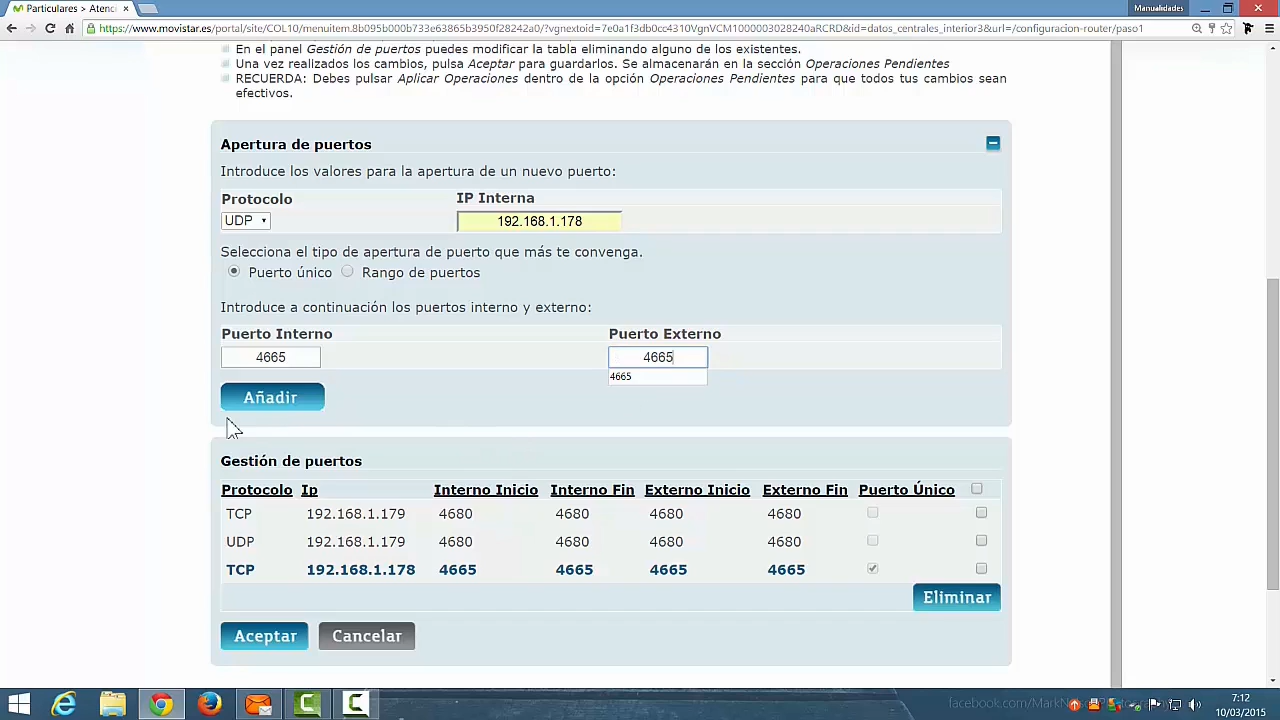 Particulares > Atenci
Manualidades
https://www.movistar.es/portal/site/COL10/menuitem.8b095b000b733e63865b3950f28242a0/?vgnextoid=7e0a1f3db0cc4310VgnVCM1000003028240aRCRD&id=datos_centrales_interior3&url=/configuracion-router/paso1
En el panel Gestión de puertos puedes modificar la tabla eliminando alguno de los existentes.
Una vez realizados los cambios, pulsa Aceptar para guardarlos. Se almacenarán en la sección Operaciones Pendientes
RECUERDA: Debes pulsar Aplicar Operaciones dentro de la opción Operaciones Pendientes para que todos tus cambios sean
efectivos.
Apertura de puertos
Introduce los valores para la apertura de un nuevo puerto:
Protocolo IP Interna
UDP 192.168.1.178
Selecciona el tipo de apertura de puerto que más te convenga.
Puerto único Rango de puertos
Introduce a continuación los puertos interno y externo:
Puerto Interno Puerto Externo
4665 4665
4665
Añadir
Gestión de puertos
Protocolo Ip Interno Inicio Interno Fin Externo Inicio Externo Fin Puerto Único
TCP 192.168.1.179 4680 4680 4680 4680
UDP 192.168.1.179 4680 4680 4680 4680
TCP 192.168.1.178 4665 4665 4665 4665
Eliminar
Aceptar Cancelar
7:12
10/03/2015